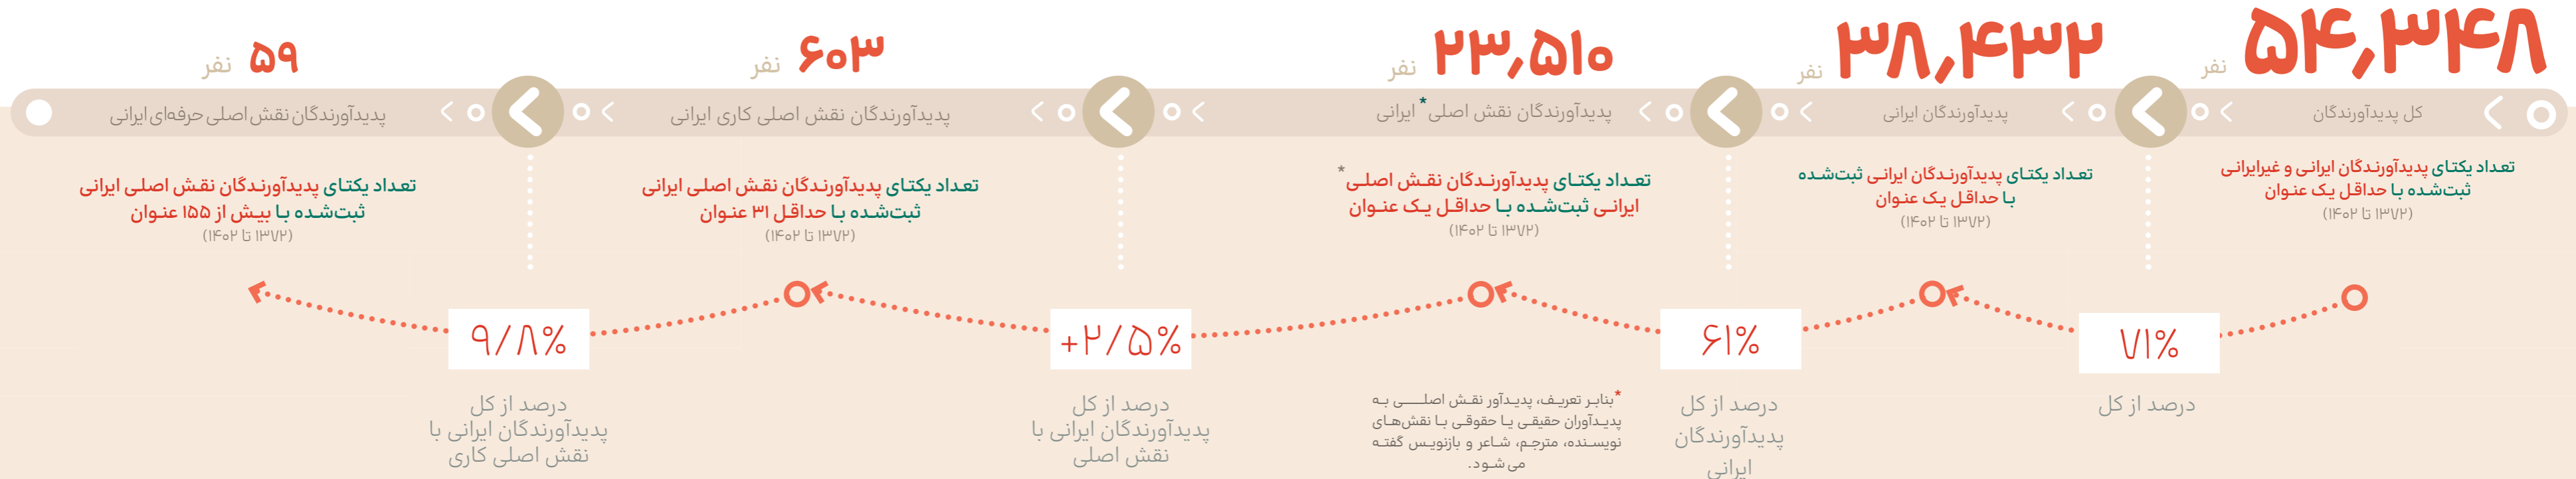 ۵۴,۳۴۸ نفر
کل پدیدآورندگان
تعداد یکتای پدیدآورندگان ایرانی و غیرایرانی
ثبت‌شده با حداقل یک عنوان
(۱۳۷۲ تا ۱۴۰۲)
۷۱%
درصد از کل
۳۸,۴۳۲ نفر
پدیدآورندگان ایرانی
تعداد یکتای پدیدآورندگان ایرانی ثبت‌شده
با حداقل یک عنوان
(۱۳۷۲ تا ۱۴۰۲)
۶۱%
درصد از کل
پدیدآورندگان
ایرانی
۲۳,۵۱۰ نفر
پدیدآورندگان نقش اصلی* ایرانی
تعداد یکتای پدیدآورندگان نقش اصلی*
ایرانی ثبت‌شده با حداقل یک عنوان
(۱۳۷۲ تا ۱۴۰۲)
*بنابر تعریف، پدیدآور نقش اصلی به
پدیدآوران حقیقی یا حقوقی با نقش‌های
نویسنده، مترجم، شاعر و بازنویس گفته
می‌شود.
+۲/۵%
درصد از کل
پدیدآورندگان ایرانی با
نقش اصلی
۶۰۳ نفر
پدیدآورندگان نقش اصلی کاری ایرانی
تعداد یکتای پدیدآورندگان نقش اصلی ایرانی
ثبت‌شده با حداقل ۳۱ عنوان
(۱۳۷۲ تا ۱۴۰۲)
۹/۸%
درصد از کل
پدیدآورندگان ایرانی با
نقش اصلی کاری
۵۹ نفر
پدیدآورندگان نقش اصلی حرفه‌ای ایرانی
تعداد یکتای پدیدآورندگان نقش اصلی ایرانی
ثبت‌شده با بیش از ۱۵۵ عنوان
(۱۳۷۲ تا ۱۴۰۲)